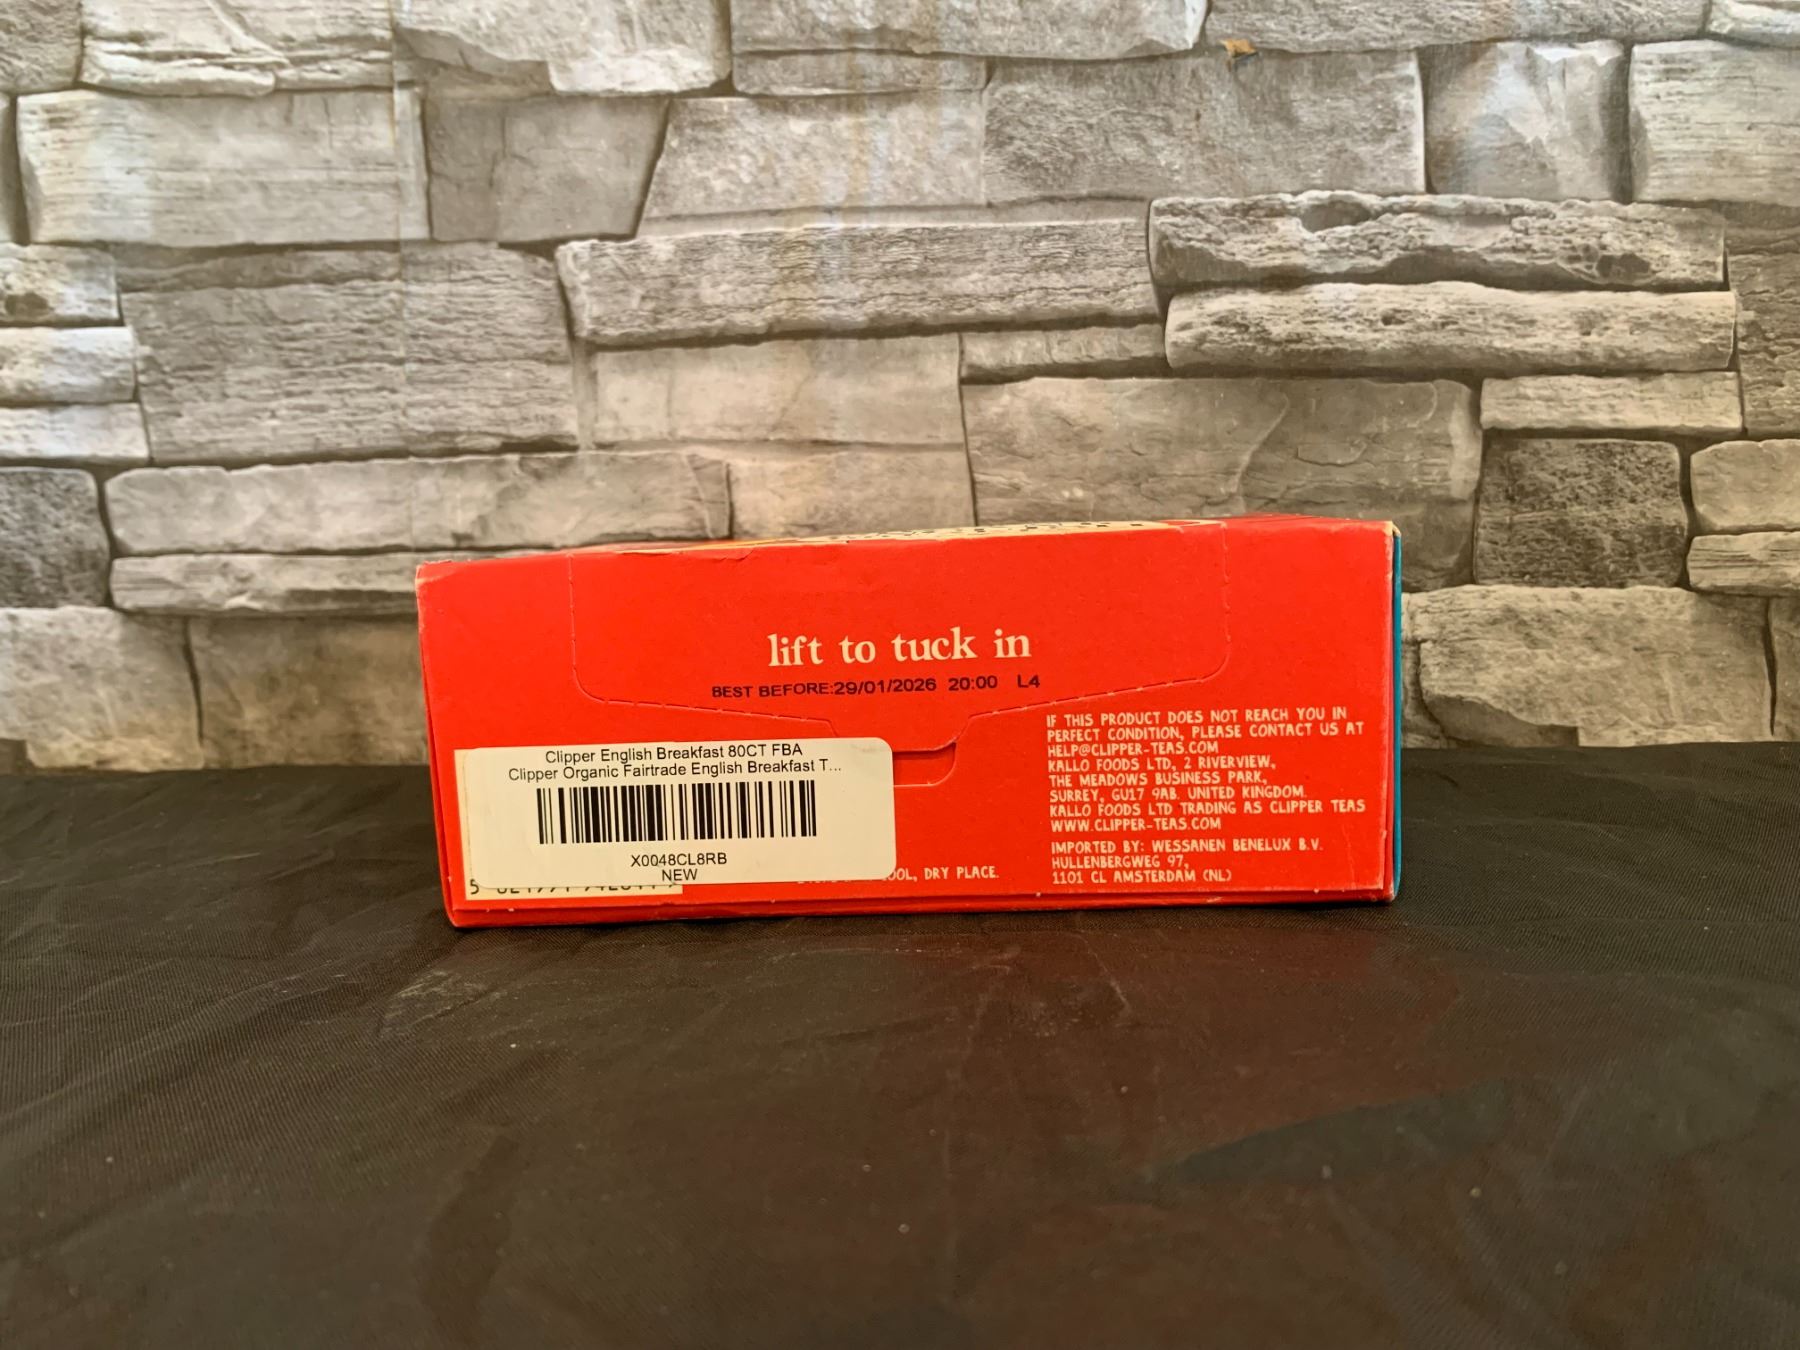 lift to tuck in
BEST BEFORE:29/01/2026 20:00 L4
Clipper English Breakfast 80CT FBA
Clipper Organic Fairtrade English Breakfast T...
X0048CL8RB
NEW
DRY PLACE.
IF THIS PRODUCT DOES NOT REACH YOU IN
PERFECT CONDITION, PLEASE CONTACT US AT
HELP@CLIPPER-TEAS.COM
KALLO FOODS LTD, 2 RIVERVIEW,
THE MEADOWS BUSINESS PARK,
SURREY, GU17 9AB. UNITED KINGDOM.
KALLO FOODS LTD TRADING AS CLIPPER TEAS
WWW.CLIPPER-TEAS.COM
IMPORTED BY: WESSANEN BENELUX B.V.
HULLENBERGWEG 97,
1101 CL AMSTERDAM (NL)